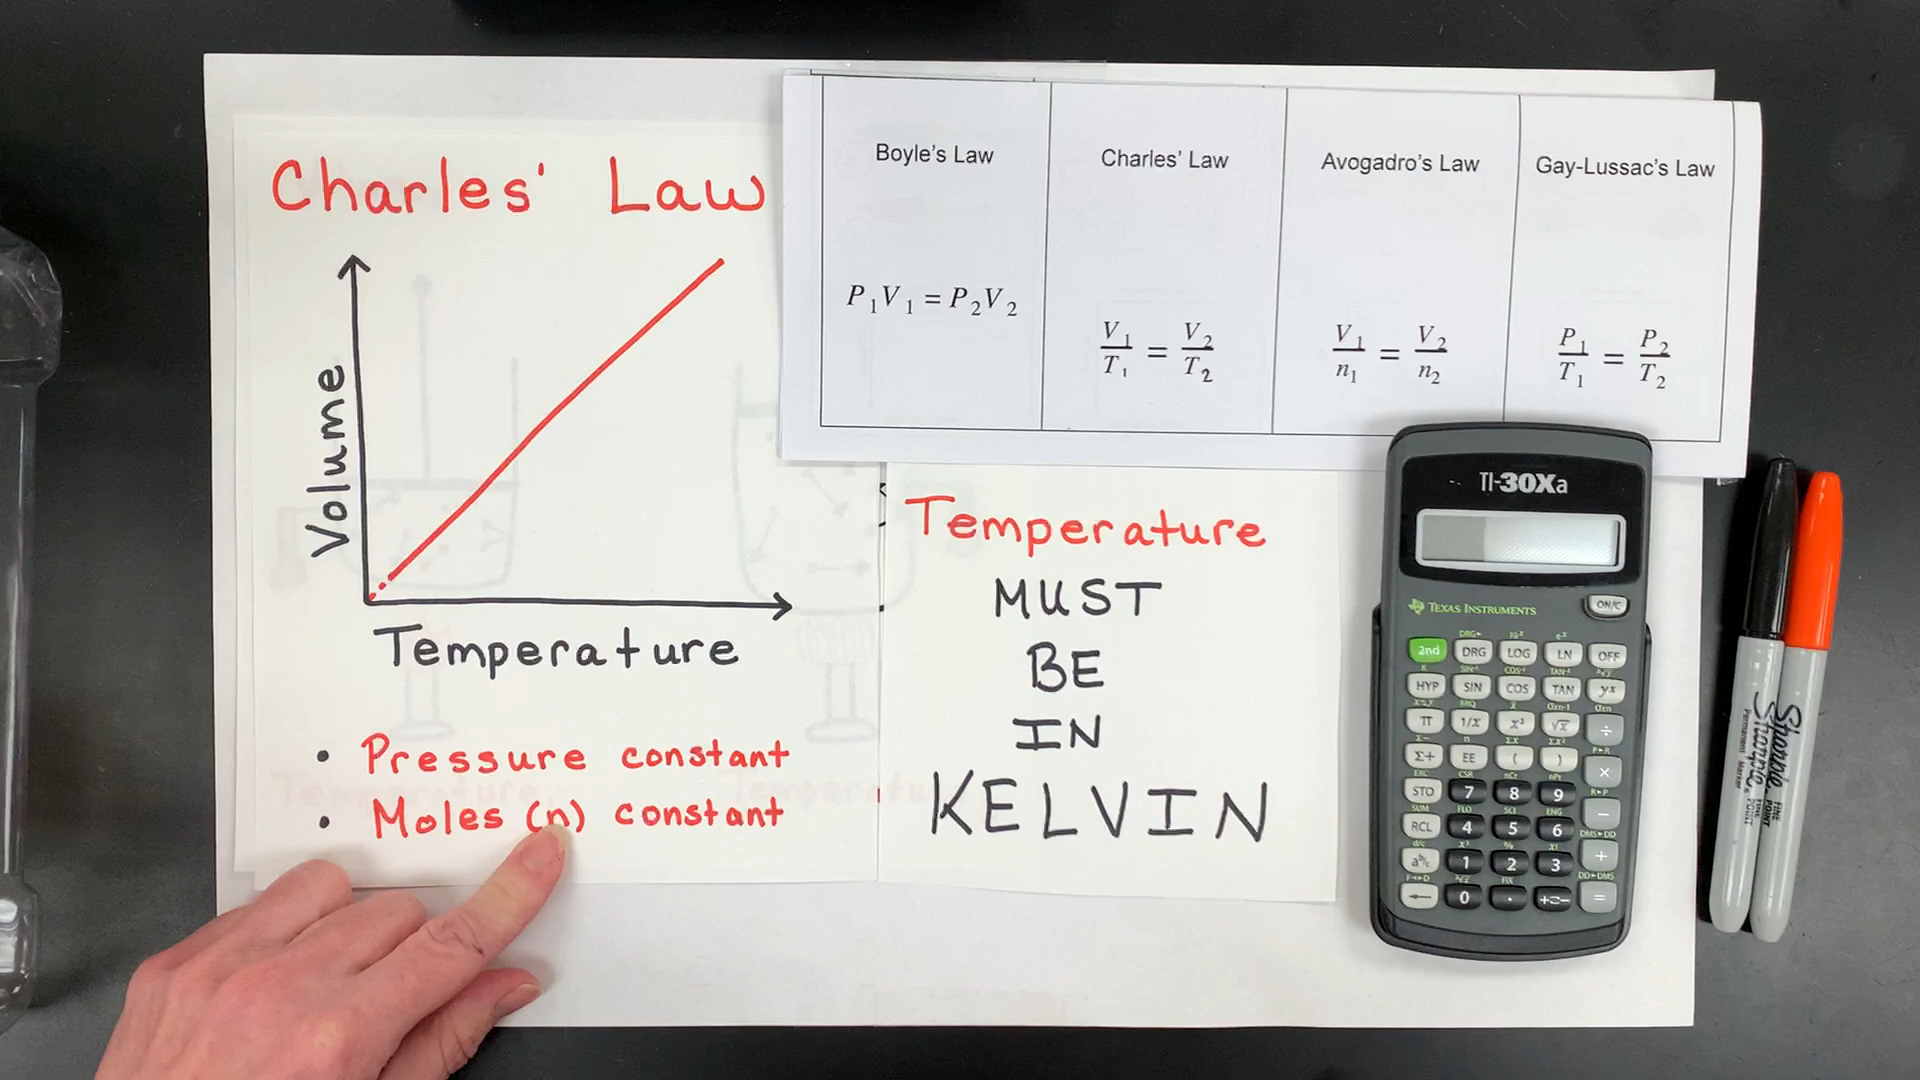 Charles' Law
Volume
Temperature
• Pressure constant
• Moles (n) constant
Boyle's Law
P₁V₁ = P₂V₂
Charles' Law
V₁/T₁ = V₂/T₂
Avogadro's Law
V₁/n₁ = V₂/n₂
Gay-Lussac's Law
P₁/T₁ = P₂/T₂
Temperature
MUST
BE
IN
KELVIN
TI-30Xa
TEXAS INSTRUMENTS
ON/C
2nd DRG LOG LN OFF
HYP SIN COS TAN yˣ
π 1/x x² √x ÷
Σ+ EE ( ) ×
STO 7 8 9 −
RCL 4 5 6 +
1 2 3
0 . =
Sharpie
Sharpie